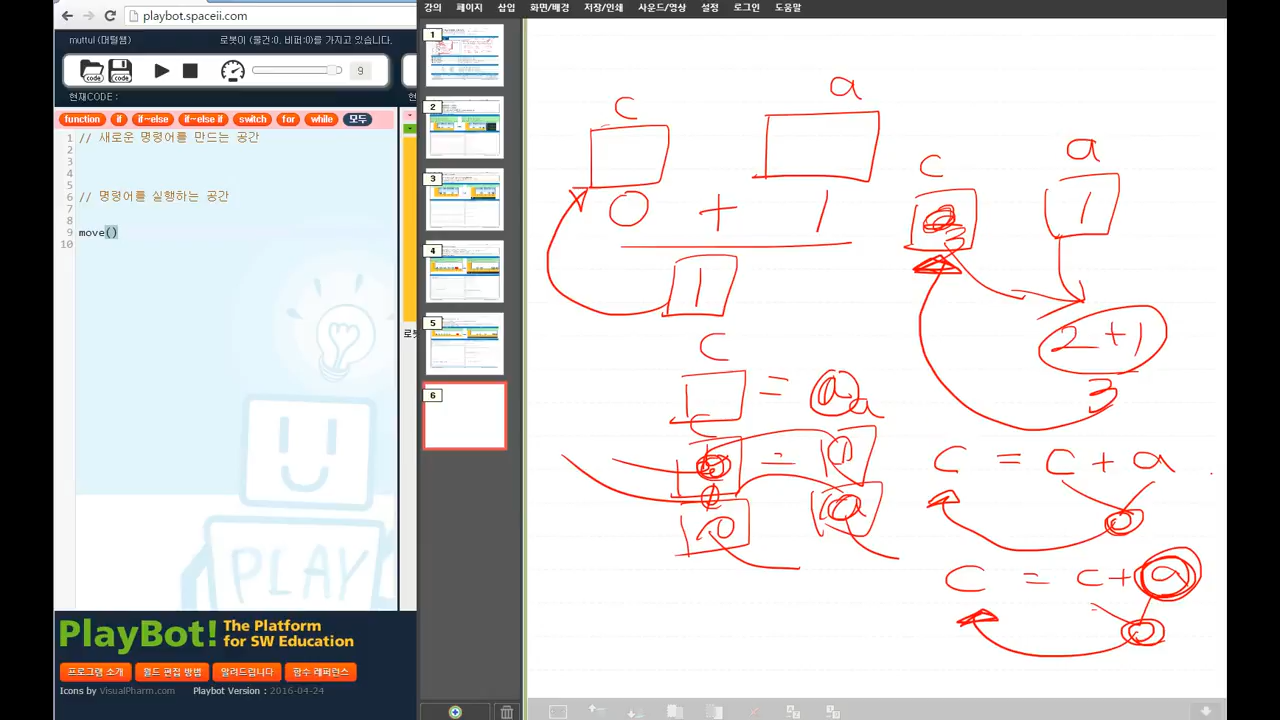 playbot.spaceii.com
muttul (머털샘)
로봇이 (물건:0, 비퍼:0)를 가지고 있습니다.
code
code
9
현재CODE :
function
if
if~else
if~else if
switch
for
while
모두
1 // 새로운 명령어를 만드는 공간
2
3
4
5
6 // 명령어를 실행하는 공간
7
8
9 move()
10
PLAY
PlayBot!
The Platform
for SW Education
프로그램 소개
월드 편집 방법
알려드립니다
함수 레퍼런스
Icons by VisualPharm.com
Playbot Version : 2016-04-24
강의
페이지
삽입
화면/배경
저장/인쇄
사운드/영상
설정
로그인
도움말
1
2
3
4
5
6
c
a
0 + 1
1
c
a
3
1
2+1
3
c
= a
a
c
=
c = c + a
c = c + a